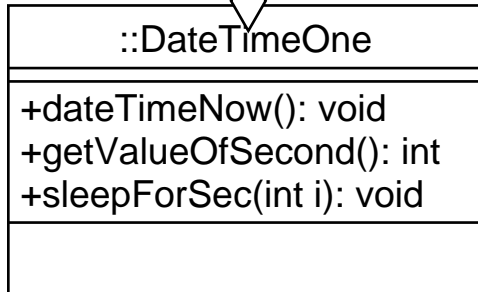 ::DateTimeOne
+dateTimeNow(): void
+getValueOfSecond(): int
+sleepForSec(int i): void